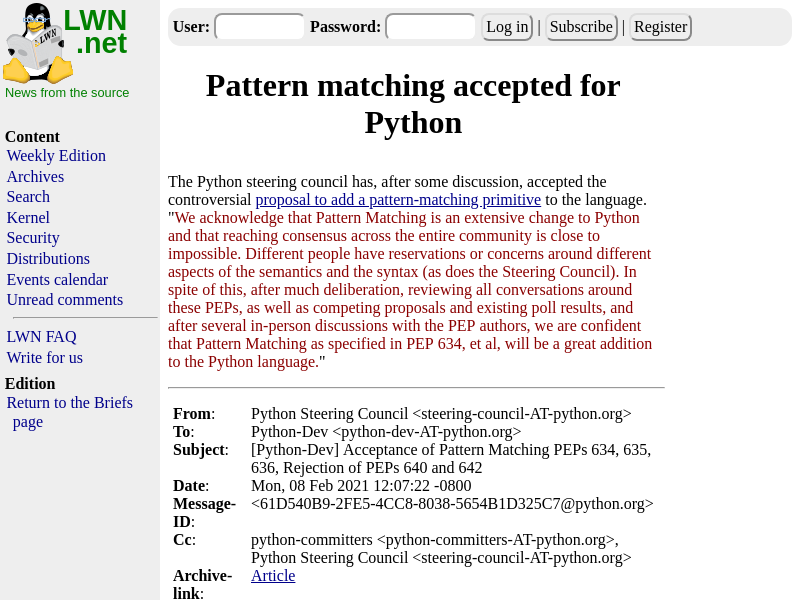 LWN
.net
News from the source
Content
Weekly Edition
Archives
Search
Kernel
Security
Distributions
Events calendar
Unread comments
LWN FAQ
Write for us
Edition
Return to the Briefs
page
User: Password: Log in | Subscribe | Register
Pattern matching accepted for
Python
The Python steering council has, after some discussion, accepted the
controversial proposal to add a pattern-matching primitive to the language.
"We acknowledge that Pattern Matching is an extensive change to Python
and that reaching consensus across the entire community is close to
impossible. Different people have reservations or concerns around different
aspects of the semantics and the syntax (as does the Steering Council). In
spite of this, after much deliberation, reviewing all conversations around
these PEPs, as well as competing proposals and existing poll results, and
after several in-person discussions with the PEP authors, we are confident
that Pattern Matching as specified in PEP 634, et al, will be a great addition
to the Python language."
From: Python Steering Council <steering-council-AT-python.org>
To: Python-Dev <python-dev-AT-python.org>
Subject: [Python-Dev] Acceptance of Pattern Matching PEPs 634, 635,
636, Rejection of PEPs 640 and 642
Date: Mon, 08 Feb 2021 12:07:22 -0800
Message- <61D540B9-2FE5-4CC8-8038-5654B1D325C7@python.org>
ID:
Cc: python-committers <python-committers-AT-python.org>,
Python Steering Council <steering-council-AT-python.org>
Archive- Article
link: